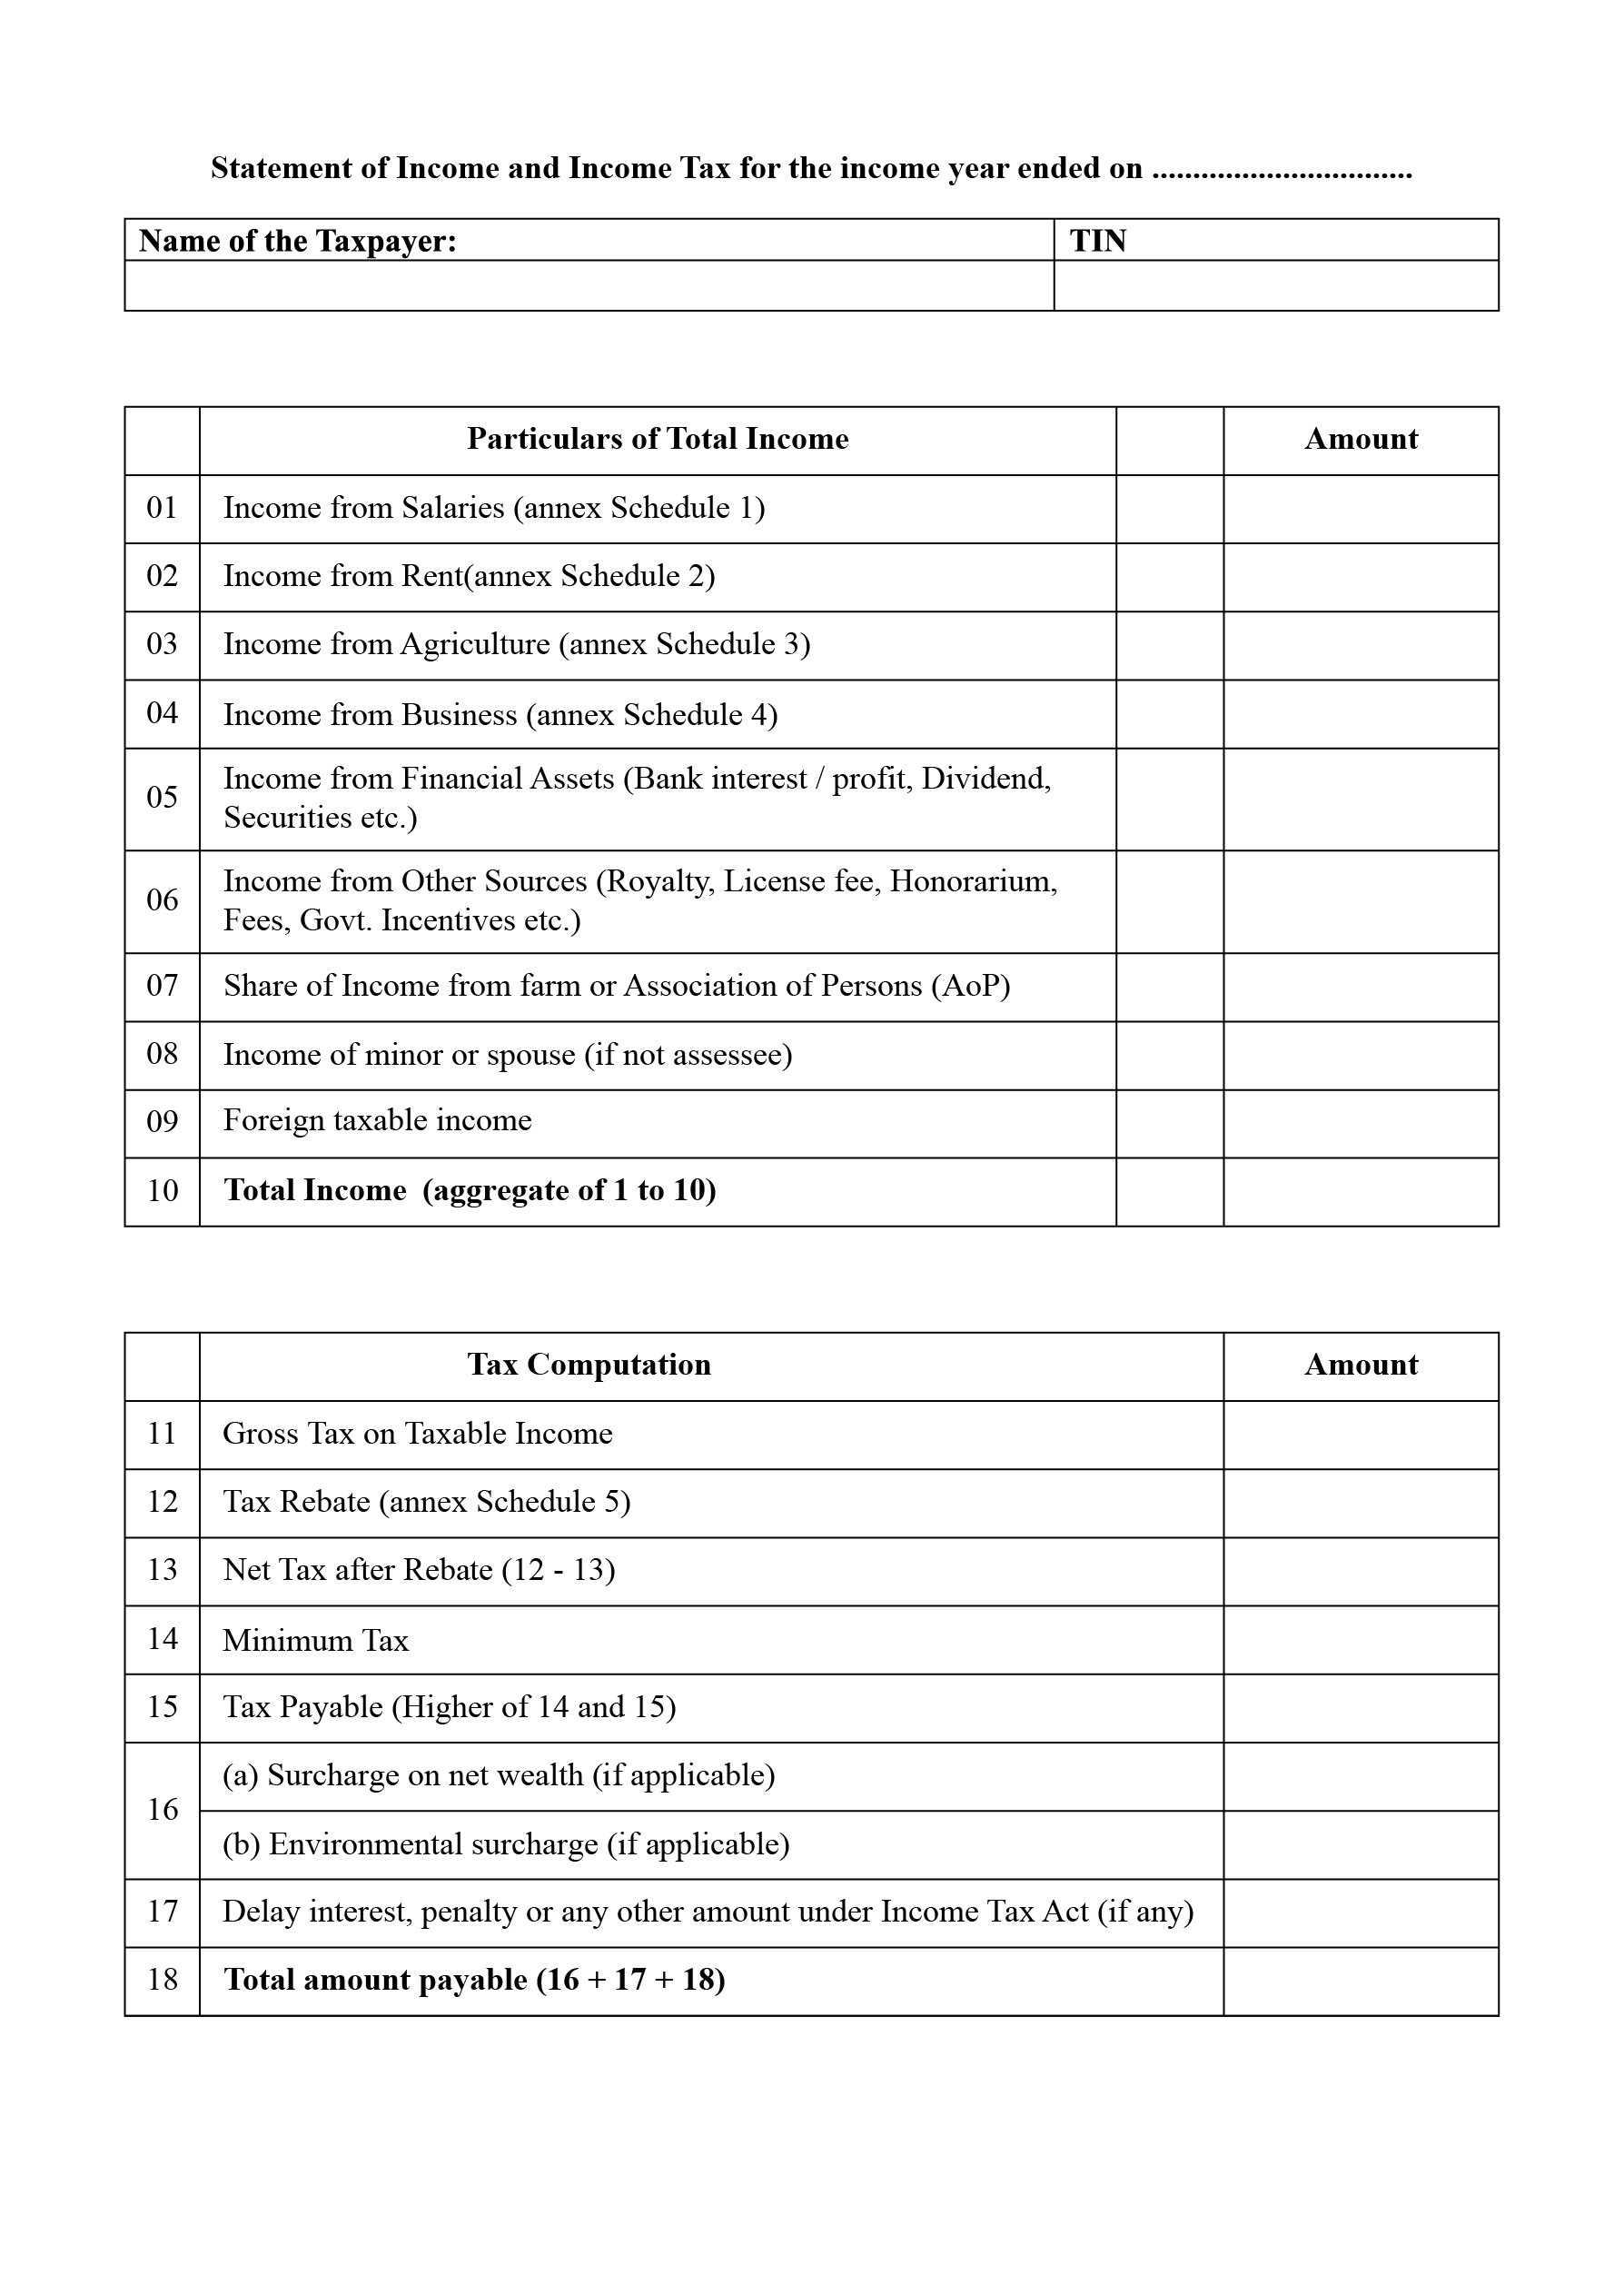 Statement of Income and Income Tax for the income year ended on ................................
Name of the Taxpayer: TIN
Particulars of Total Income Amount
01 Income from Salaries (annex Schedule 1)
02 Income from Rent(annex Schedule 2)
03 Income from Agriculture (annex Schedule 3)
04 Income from Business (annex Schedule 4)
05 Income from Financial Assets (Bank interest / profit, Dividend,
Securities etc.)
06 Income from Other Sources (Royalty, License fee, Honorarium,
Fees, Govt. Incentives etc.)
07 Share of Income from farm or Association of Persons (AoP)
08 Income of minor or spouse (if not assessee)
09 Foreign taxable income
10 Total Income (aggregate of 1 to 10)
Tax Computation Amount
11 Gross Tax on Taxable Income
12 Tax Rebate (annex Schedule 5)
13 Net Tax after Rebate (12 - 13)
14 Minimum Tax
15 Tax Payable (Higher of 14 and 15)
16 (a) Surcharge on net wealth (if applicable)
(b) Environmental surcharge (if applicable)
17 Delay interest, penalty or any other amount under Income Tax Act (if any)
18 Total amount payable (16 + 17 + 18)